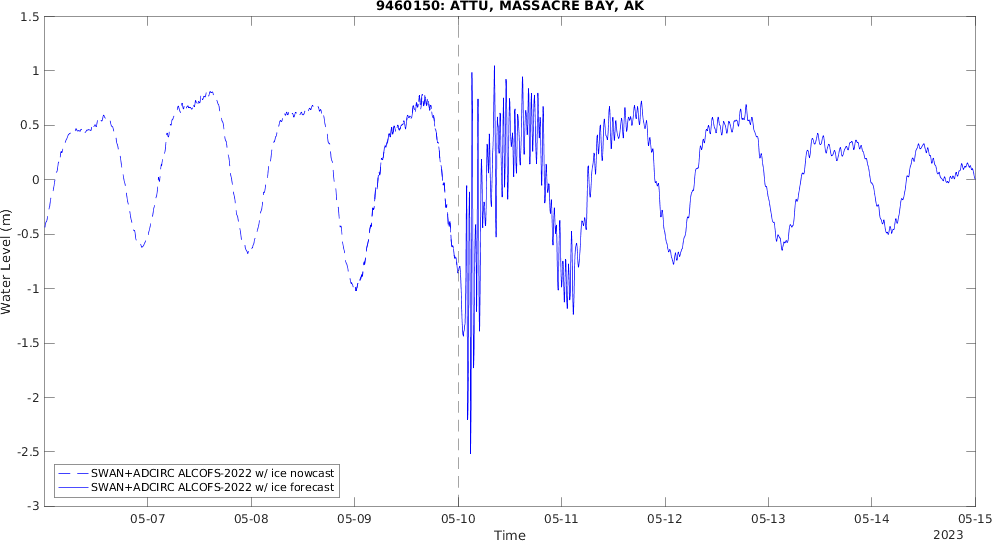 9460150: ATTU, MASSACRE BAY, AK
1.5
1
0.5
0
-0.5
-1
-1.5
-2
-2.5
-3
Water Level (m)
SWAN+ADCIRC ALCOFS-2022 w/ ice nowcast
SWAN+ADCIRC ALCOFS-2022 w/ ice forecast
05-07 05-08 05-09 05-10 05-11 05-12 05-13 05-14 05-15
Time
2023